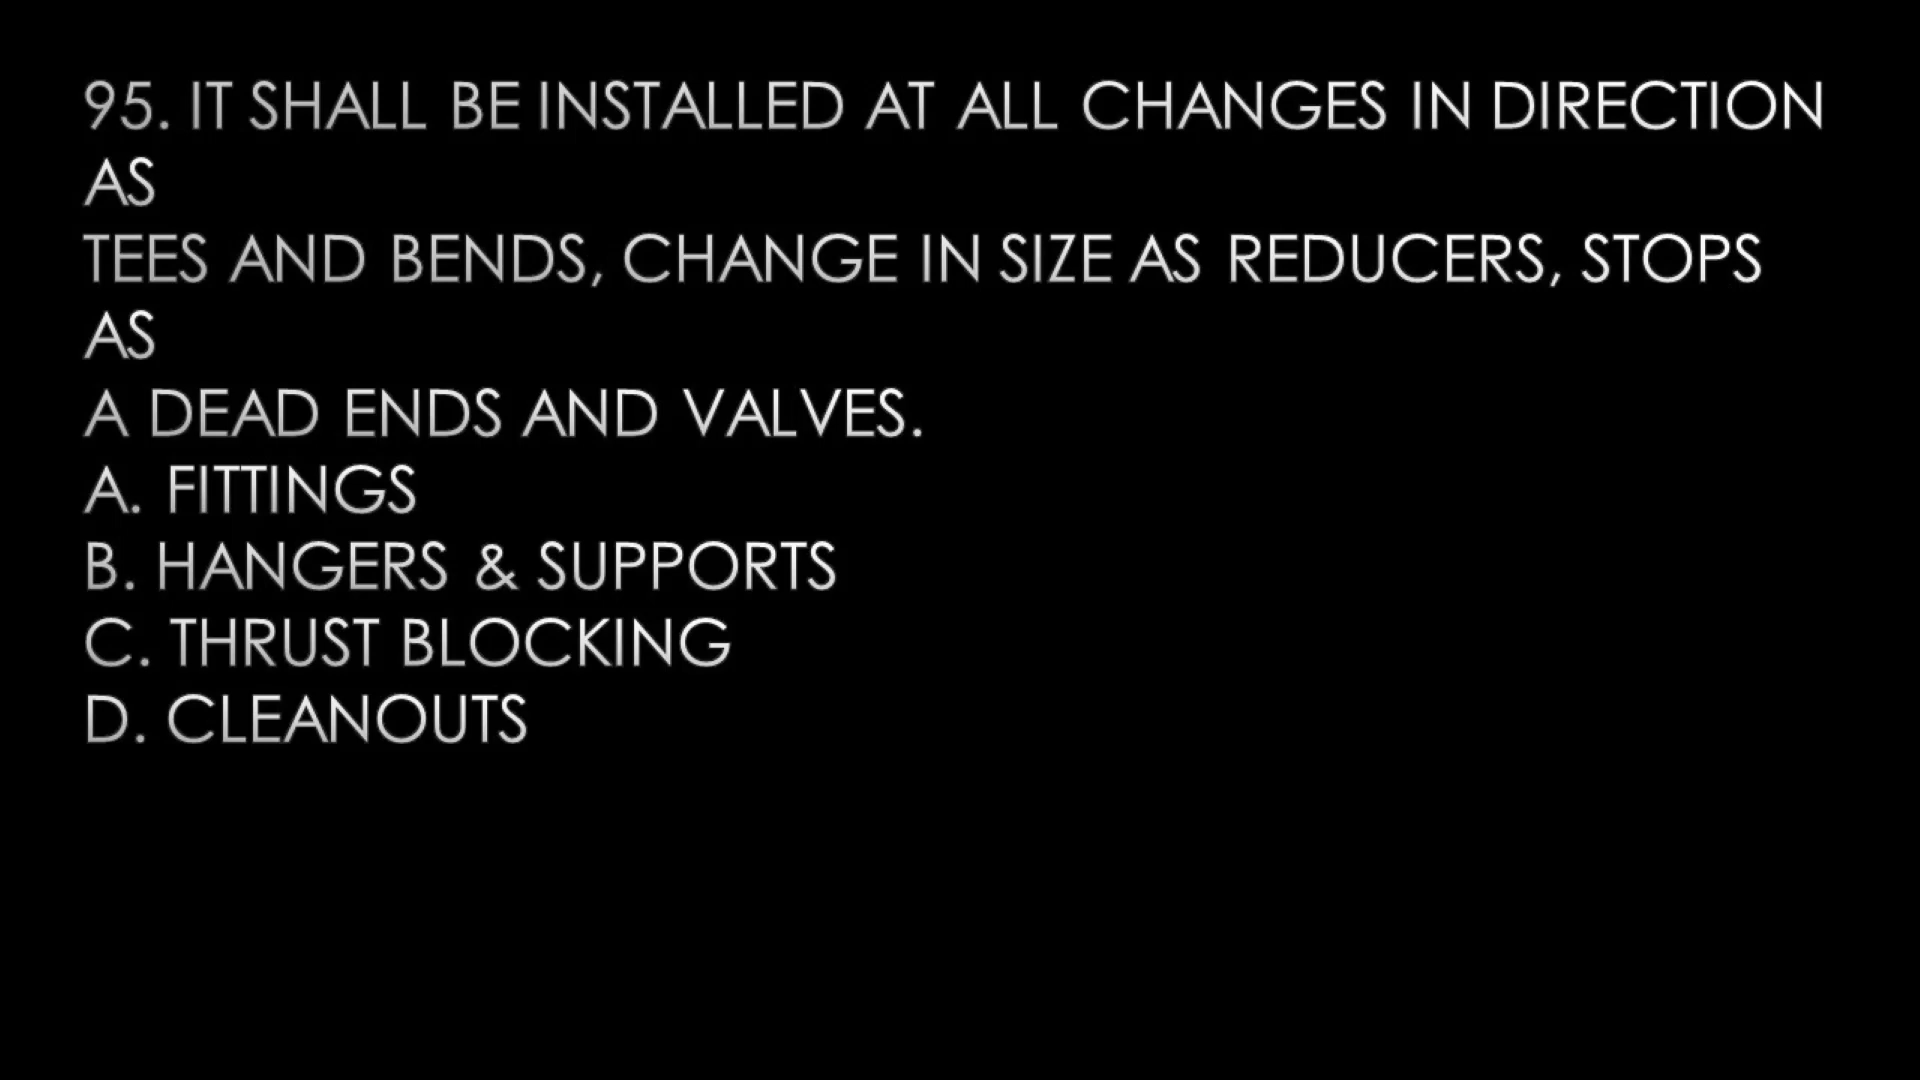 95. IT SHALL BE INSTALLED AT ALL CHANGES IN DIRECTION
AS
TEES AND BENDS, CHANGE IN SIZE AS REDUCERS, STOPS
AS
A DEAD ENDS AND VALVES.
A. FITTINGS
B. HANGERS & SUPPORTS
C. THRUST BLOCKING
D. CLEANOUTS